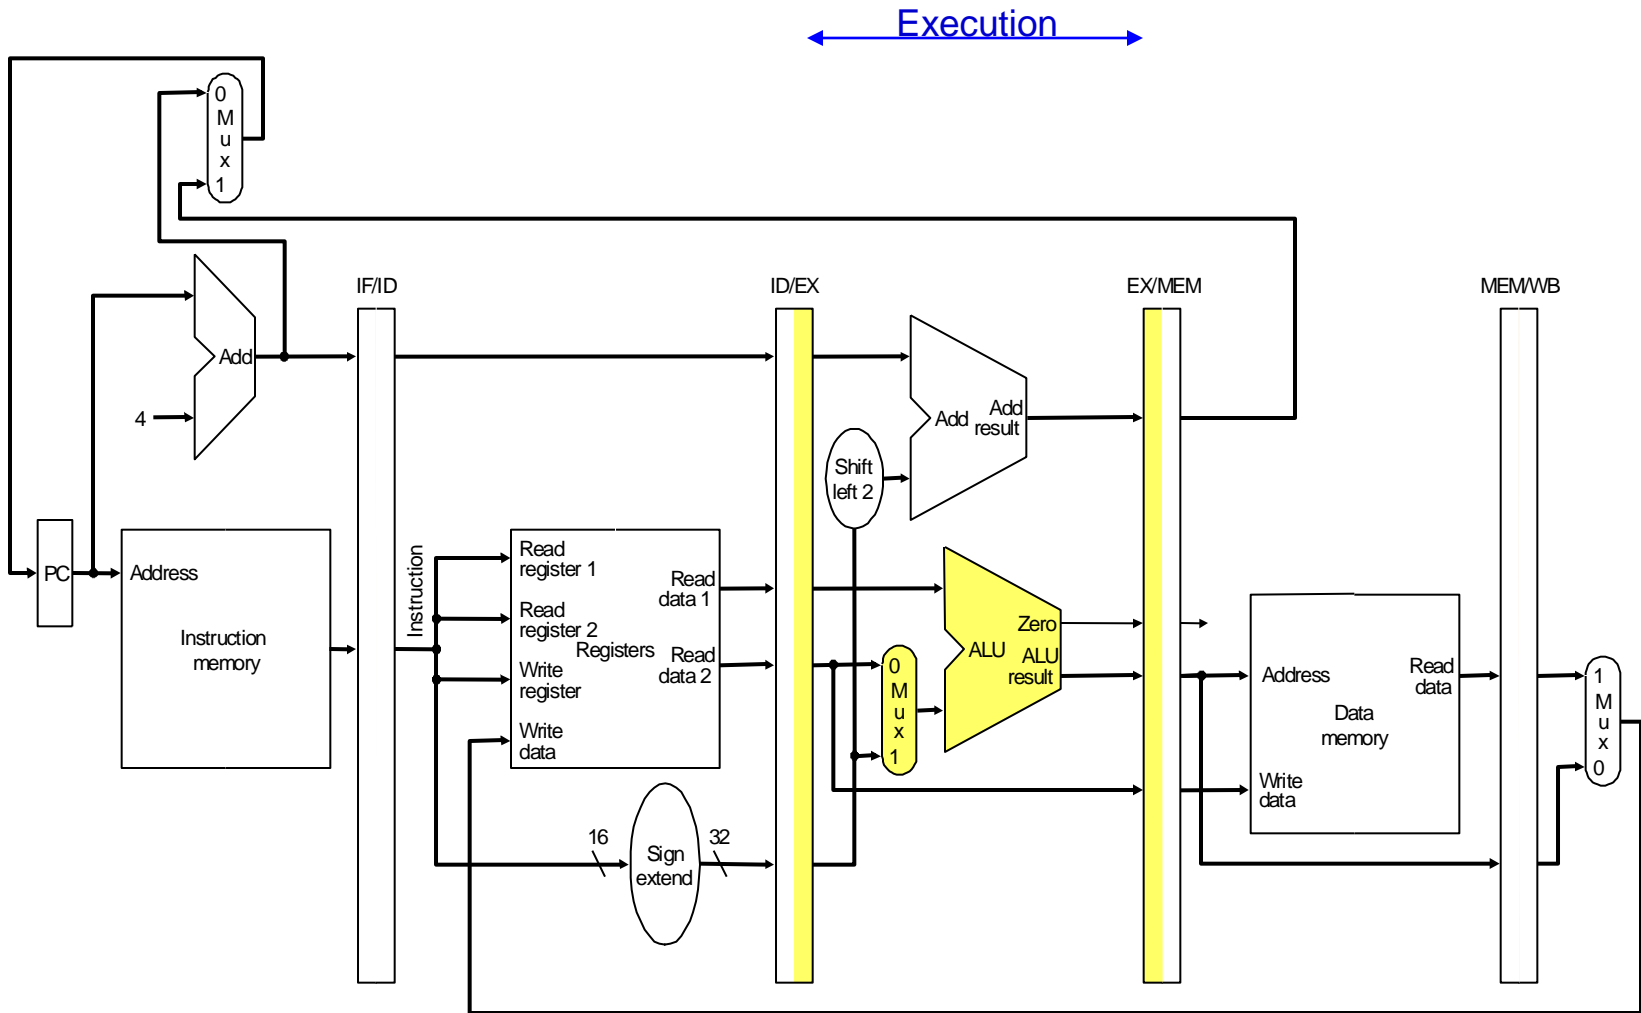 Execution
0
M
u
x
1
IF/ID
ID/EX
EX/MEM
MEM/WB
Add
4
Add
Add
result
Shift
left 2
PC
Address
Instruction
memory
Instruction
Read
register 1
Read
register 2
Write
register
Write
data
Registers
Read
data 1
Read
data 2
0
M
u
x
1
Zero
ALU
ALU
result
Address
Data
memory
Read
data
Write
data
1
M
u
x
0
16
Sign
extend
32